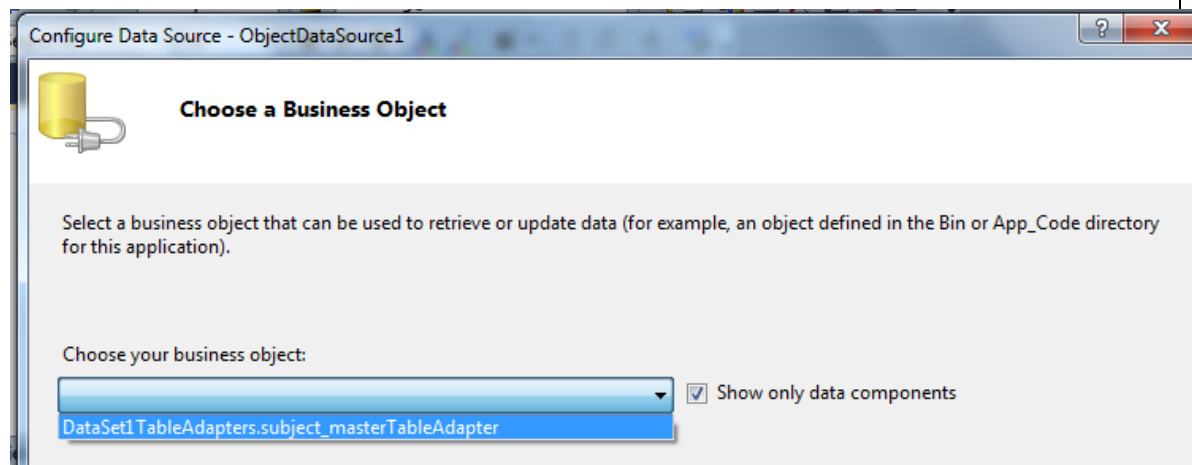 Configure Data Source - ObjectDataSource1
Choose a Business Object
Select a business object that can be used to retrieve or update data (for example, an object defined in the Bin or App_Code directory
for this application).
Choose your business object:
Show only data components
DataSet1TableAdapters.subject_masterTableAdapter